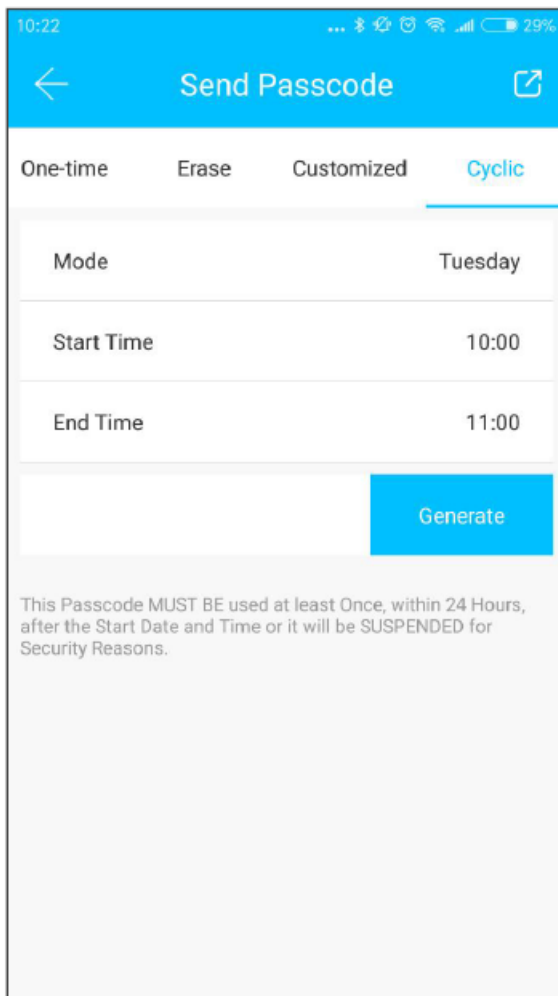 10:22 ... 29%
Send Passcode
One-time Erase Customized Cyclic
Mode Tuesday
Start Time 10:00
End Time 11:00
Generate
This Passcode MUST BE used at least Once, within 24 Hours,
after the Start Date and Time or it will be SUSPENDED for
Security Reasons.